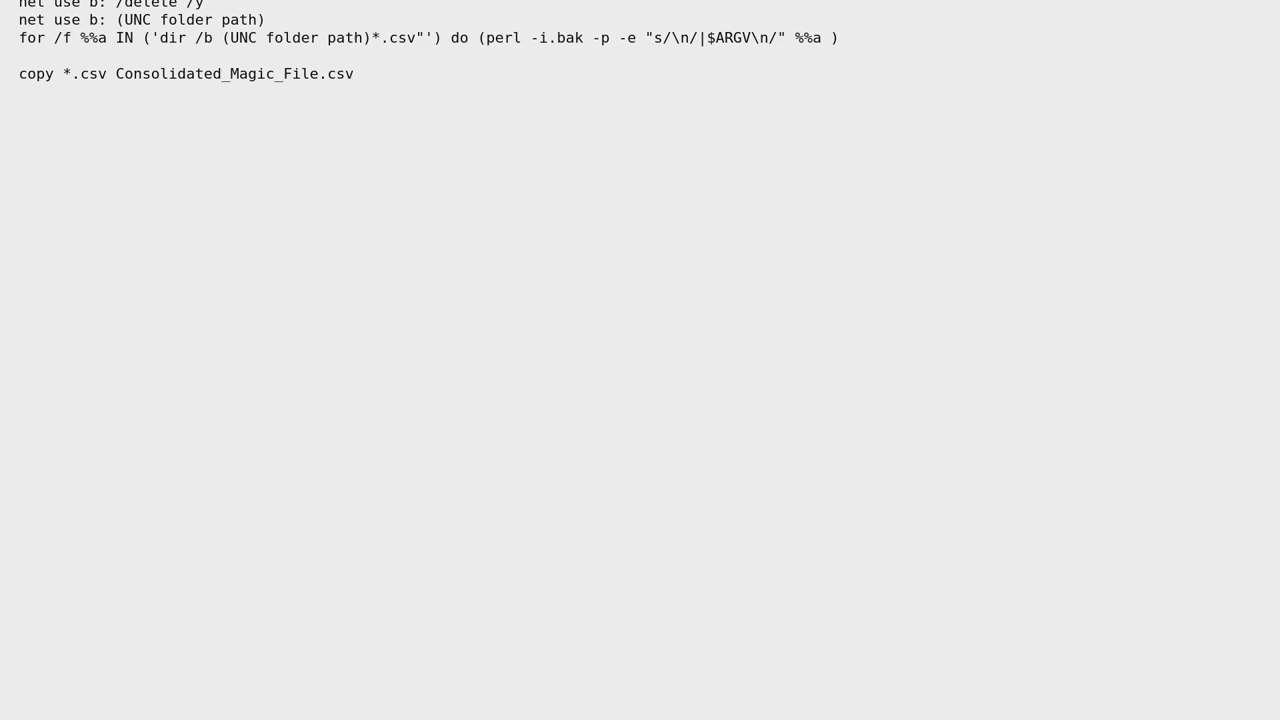 net use b: /delete /y
net use b: (UNC folder path)
for /f %%a IN ('dir /b (UNC folder path)*.csv"') do (perl -i.bak -p -e "s/\n/|$ARGV\n/" %%a )
copy *.csv Consolidated_Magic_File.csv